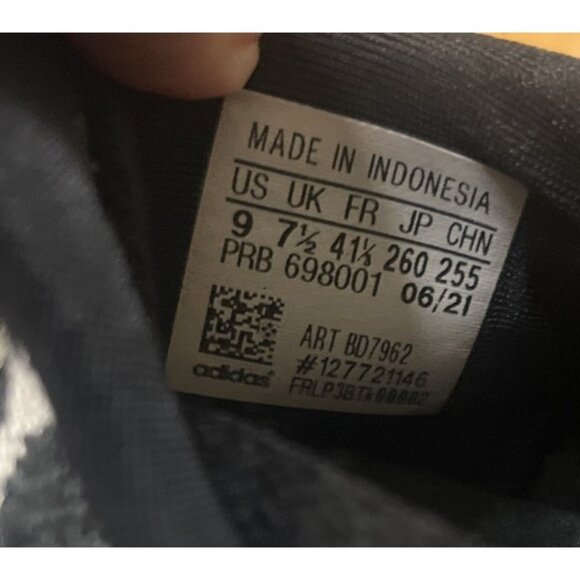 MADE IN INDONESIA
US UK FR JP CHN
9 7½ 41⅓ 260 255
PRB 698001 06/21
ART BD7962
#127721146
adidas